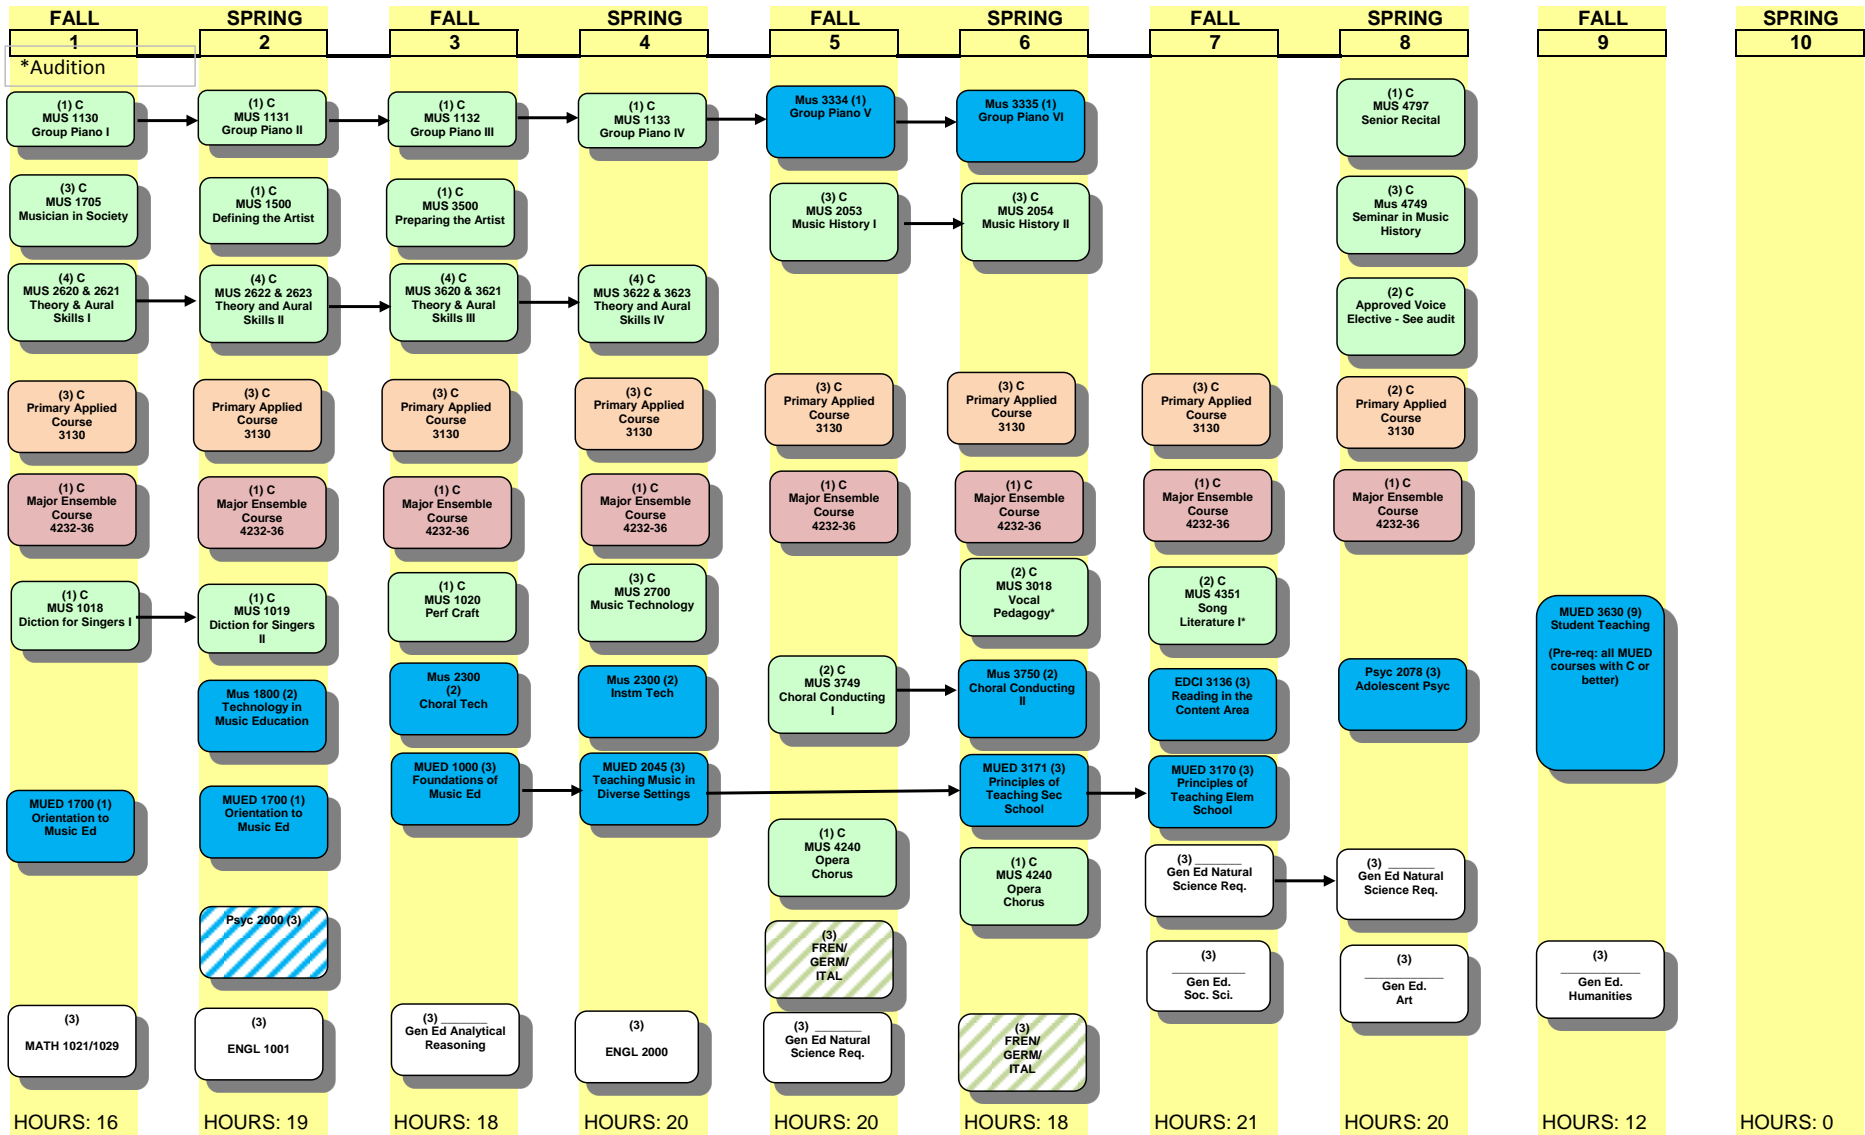 FALL
1
*Audition
(1) C
MUS 1130
Group Piano I
(3) C
MUS 1705
Musician in Society
(4) C
MUS 2620 & 2621
Theory & Aural
Skills I
(3) C
Primary Applied
Course
3130
(1) C
Major Ensemble
Course
4232-36
(1) C
MUS 1018
Diction for Singers I
MUED 1700 (1)
Orientation to
Music Ed
(3)
MATH 1021/1029
HOURS: 16
SPRING
2
(1) C
MUS 1131
Group Piano II
(1) C
MUS 1500
Defining the Artist
(4) C
MUS 2622 & 2623
Theory and Aural
Skills II
(3) C
Primary Applied
Course
3130
(1) C
Major Ensemble
Course
4232-36
(1) C
MUS 1019
Diction for Singers
II
Mus 1800 (2)
Technology in
Music Education
MUED 1700 (1)
Orientation to
Music Ed
Psyc 2000 (3)
(3)
ENGL 1001
HOURS: 19
FALL
3
(1) C
MUS 1132
Group Piano III
(1) C
MUS 3500
Preparing the Artist
(4) C
MUS 3620 & 3621
Theory & Aural
Skills III
(3) C
Primary Applied
Course
3130
(1) C
Major Ensemble
Course
4232-36
(1) C
MUS 1020
Perf Craft
Mus 2300
(2)
Choral Tech
MUED 1000 (3)
Foundations of
Music Ed
(3) _______
Gen Ed Analytical
Reasoning
HOURS: 18
SPRING
4
(1) C
MUS 1133
Group Piano IV
(4) C
MUS 3622 & 3623
Theory and Aural
Skills IV
(3) C
Primary Applied
Course
3130
(1) C
Major Ensemble
Course
4232-36
(3) C
MUS 2700
Music Technology
Mus 2300 (2)
Instm Tech
MUED 2045 (3)
Teaching Music in
Diverse Settings
(3)
ENGL 2000
HOURS: 20
FALL
5
Mus 3334 (1)
Group Piano V
(3) C
MUS 2053
Music History I
(3) C
Primary Applied
Course
3130
(1) C
Major Ensemble
Course
4232-36
(2) C
MUS 3749
Choral Conducting
I
(1) C
MUS 4240
Opera
Chorus
(3)
FREN/
GERM/
ITAL
(3) _______
Gen Ed Natural
Science Req.
HOURS: 20
SPRING
6
Mus 3335 (1)
Group Piano VI
(3) C
MUS 2054
Music History II
(3) C
Primary Applied
Course
3130
(1) C
Major Ensemble
Course
4232-36
(2) C
MUS 3018
Vocal
Pedagogy*
Mus 3750 (2)
Choral Conducting
II
MUED 3171 (3)
Principles of
Teaching Sec
School
(1) C
MUS 4240
Opera
Chorus
(3)
FREN/
GERM/
ITAL
HOURS: 18
FALL
7
(3) C
Primary Applied
Course
3130
(1) C
Major Ensemble
Course
4232-36
(2) C
MUS 4351
Song
Literature I*
EDCI 3136 (3)
Reading in the
Content Area
MUED 3170 (3)
Principles of
Teaching Elem
School
(3) _______
Gen Ed Natural
Science Req.
(3)
___________
Gen Ed.
Soc. Sci.
HOURS: 21
SPRING
8
(1) C
MUS 4797
Senior Recital
(3) C
Mus 4749
Seminar in Music
History
(2) C
Approved Voice
Elective - See audit
(2) C
Primary Applied
Course
3130
(1) C
Major Ensemble
Course
4232-36
Psyc 2078 (3)
Adolescent Psyc
(3) _______
Gen Ed Natural
Science Req.
(3)
____________
Gen Ed.
Art
HOURS: 20
FALL
9
MUED 3630 (9)
Student Teaching
(Pre-req: all MUED
courses with C or
better)
(3)
____________
Gen Ed.
Humanities
HOURS: 12
SPRING
10
HOURS: 0